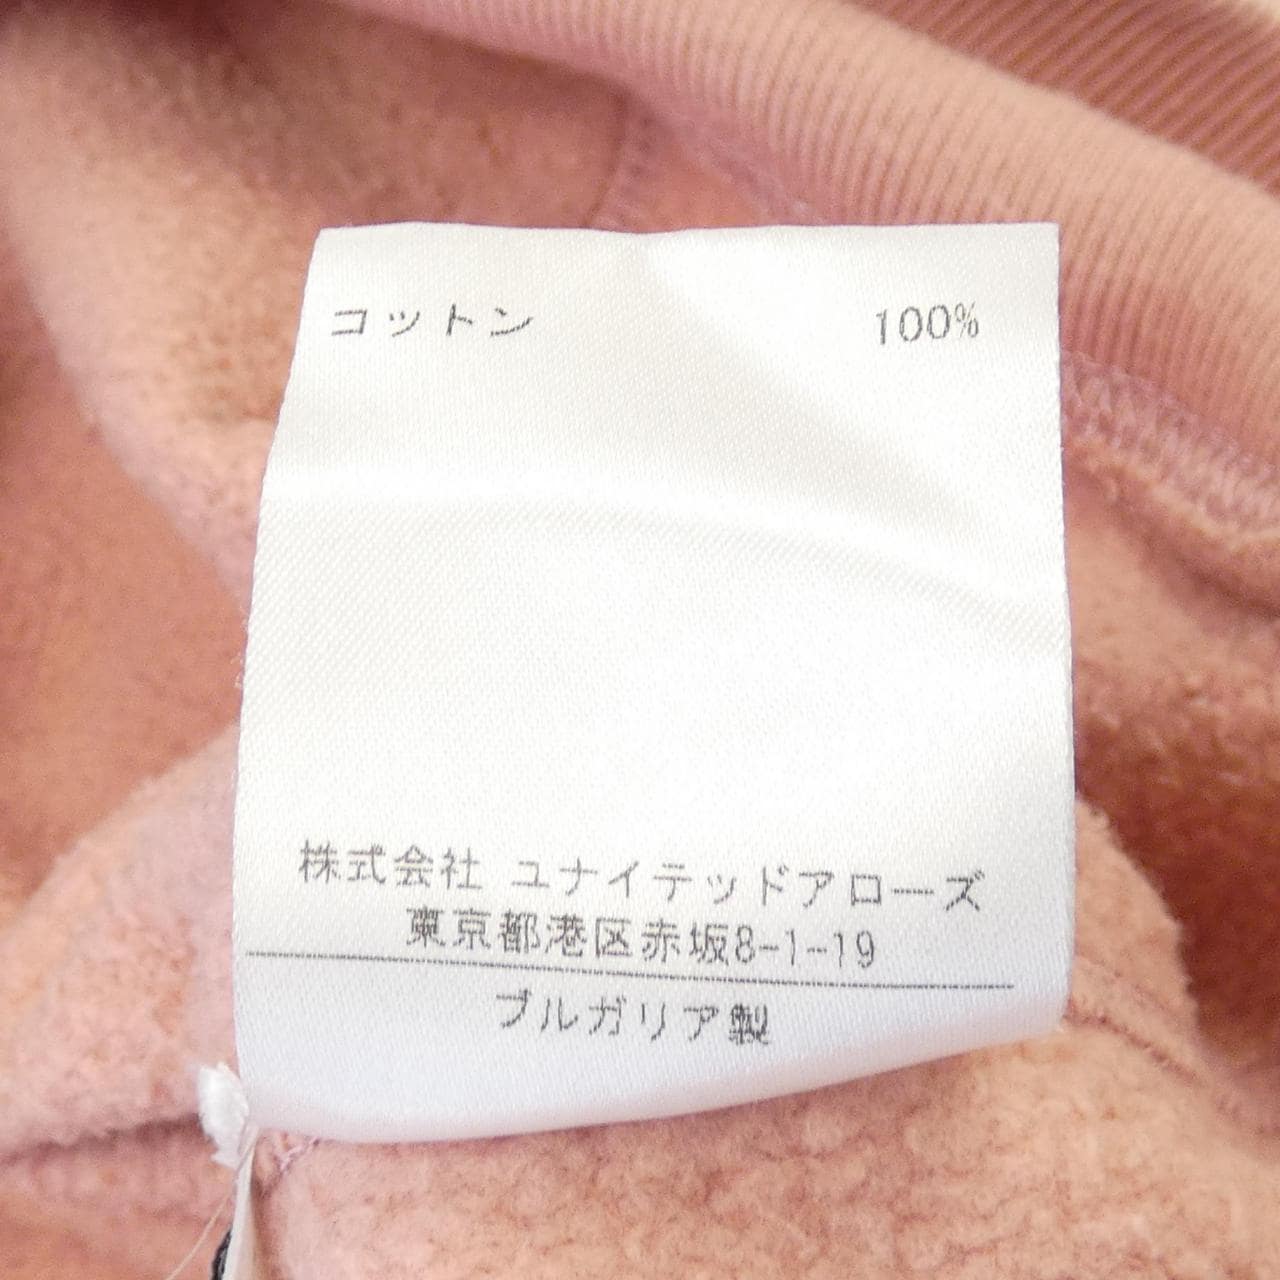 コットン 100%
株式会社 ユナイテッドアローズ
東京都港区赤坂8-1-19
ブルガリア製